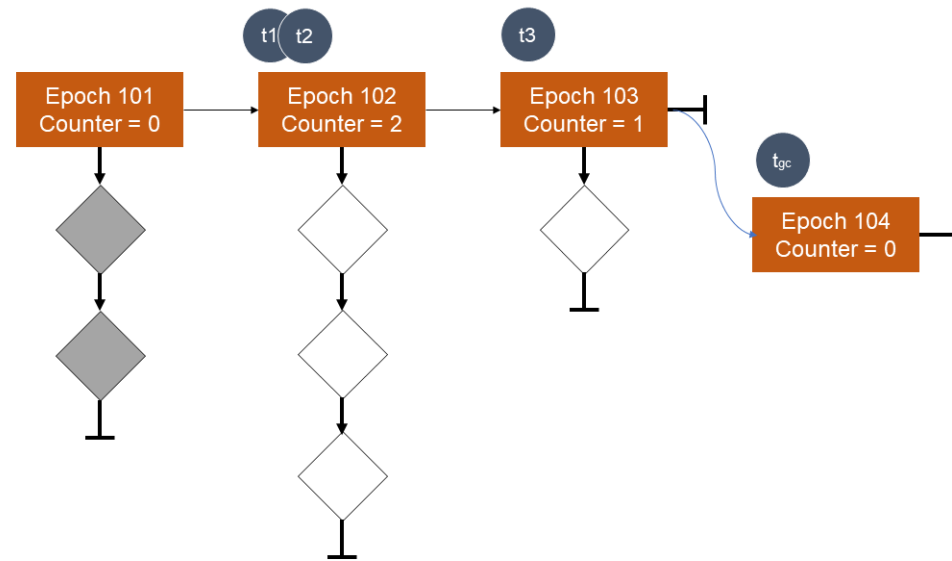 t1 t2 t3
Epoch 101
Counter = 0
Epoch 102
Counter = 2
Epoch 103
Counter = 1
tgc
Epoch 104
Counter = 0